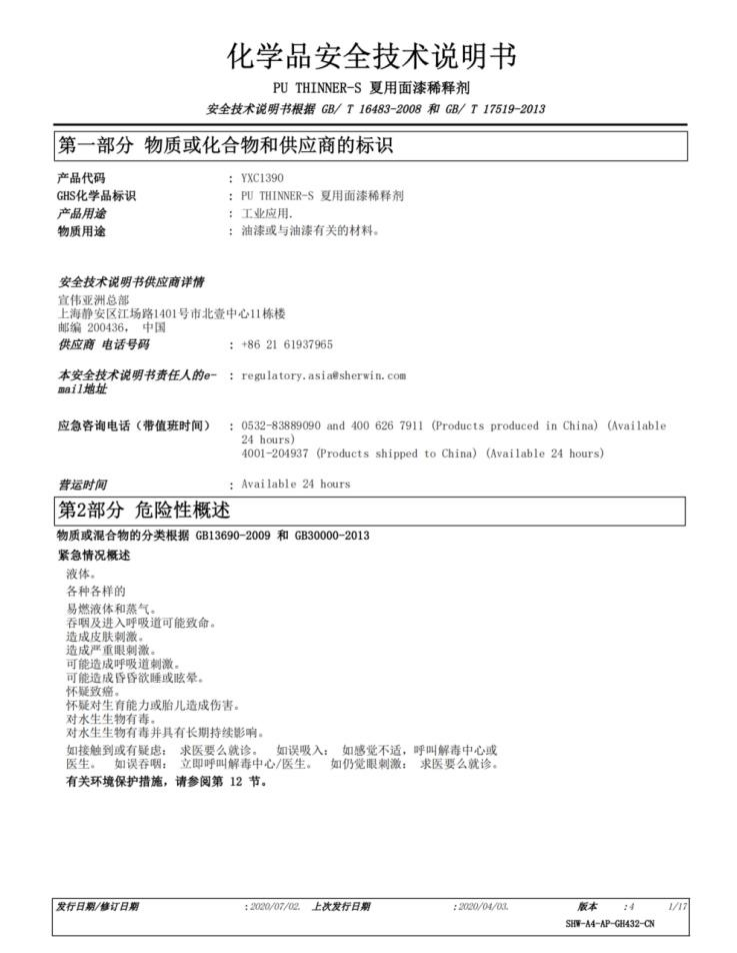 化学品安全技术说明书
PU THINNER-S 夏用面漆稀释剂
安全技术说明书根据 GB/ T 16483-2008 和 GB/ T 17519-2013
第一部分 物质或化合物和供应商的标识
产品代码 : YXC1390
GHS化学品标识 : PU THINNER-S 夏用面漆稀释剂
产品用途 : 工业应用.
物质用途 : 油漆或与油漆有关的材料。
安全技术说明书供应商详情
宣伟亚洲总部
上海静安区江场路1401号市北壹中心11栋楼
邮编 200436, 中国
供应商 电话号码 : +86 21 61937965
本安全技术说明书责任人的e- : regulatory.asia@sherwin.com
mail地址
应急咨询电话（带值班时间） : 0532-83889090 and 400 626 7911 (Products produced in China) (Available
24 hours)
4001-204937 (Products shipped to China) (Available 24 hours)
营运时间 : Available 24 hours
第2部分 危险性概述
物质或混合物的分类根据 GB13690-2009 和 GB30000-2013
紧急情况概述
液体。
各种各样的
易燃液体和蒸气。
吞咽及进入呼吸道可能致命。
造成皮肤刺激。
造成严重眼刺激。
可能造成呼吸道刺激。
可能造成昏昏欲睡或眩晕。
怀疑致癌。
怀疑对生育能力或胎儿造成伤害。
对水生生物有毒。
对水生生物有毒并具有长期持续影响。
如接触到或有疑虑： 求医要么就诊。 如误吸入： 如感觉不适，呼叫解毒中心或
医生。 如误吞咽： 立即呼叫解毒中心/医生。 如仍觉眼刺激： 求医要么就诊。
有关环境保护措施，请参阅第 12 节。
发行日期/修订日期 : 2020/07/02. 上次发行日期 : 2020/04/03. 版本 : 4 1/17
SHW-A4-AP-GH432-CN